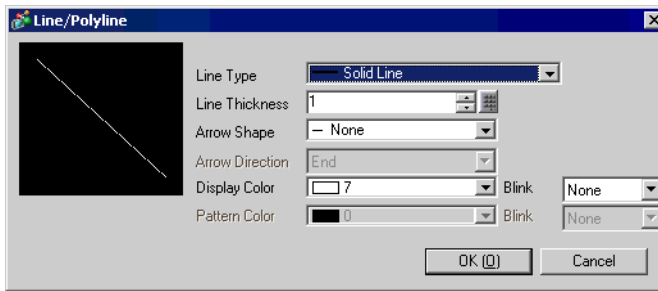 Line/Polyline
Line Type Solid Line
Line Thickness 1
Arrow Shape None
Arrow Direction End
Display Color 7 Blink None
Pattern Color 0 Blink None
OK (O) Cancel